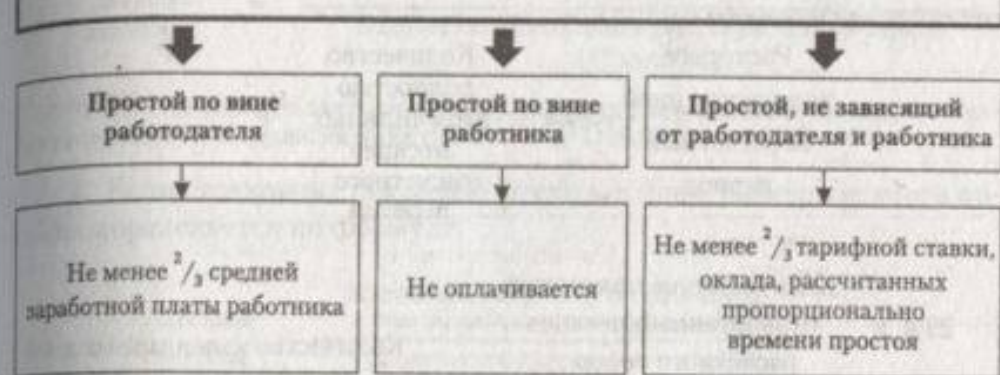 Простой по вине
работодателя
Простой по вине
работника
Простой, не зависящий
от работодателя и работника
Не менее 2/3 средней
заработной платы работника
Не оплачивается
Не менее 2/3 тарифной ставки,
оклада, рассчитанных
пропорционально
времени простоя